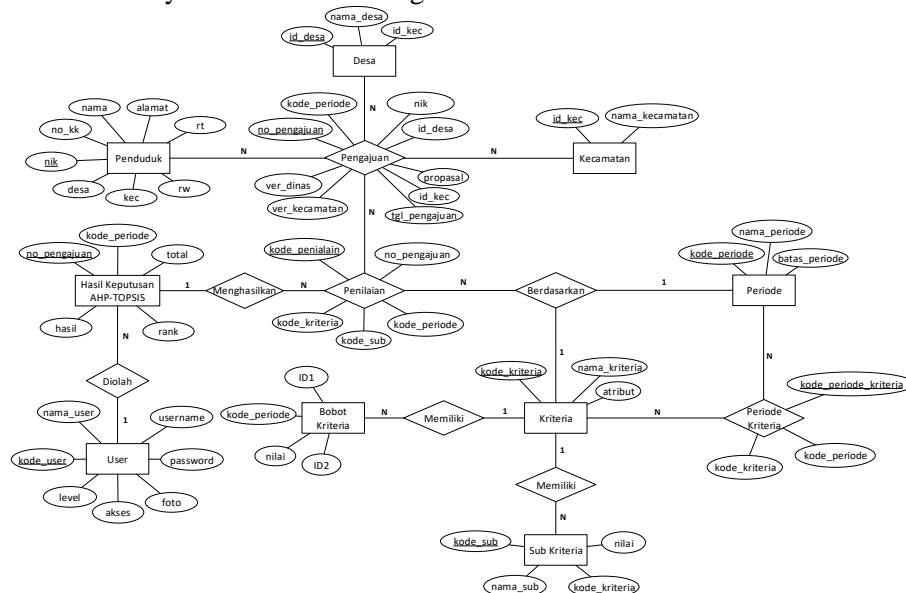 nama_desa
id_desa
id_kec
Desa
N
kode_periode
nik
no_pengajuan
id_desa
Pengajuan
propasal
id_kec
tgl_pengajuan
ver_dinas
ver_kecamatan
N
N
N
nama
alamat
no_kk
rt
nik
Penduduk
desa
kec
rw
id_kec
nama_kecamatan
Kecamatan
kode_periode
no_pengajuan
total
Hasil Keputusan
AHP-TOPSIS
hasil
rank
1
Menghasilkan
N
kode_penialain
no_pengajuan
Penilaian
kode_kriteria
kode_sub
kode_periode
N
Berdasarkan
1
1
nama_periode
kode_periode
batas_periode
Periode
N
N
Diolah
1
nama_user
username
kode_user
User
password
level
akses
foto
ID1
kode_periode
Bobot
Kriteria
nilai
ID2
N
Memiliki
1
kode_kriteria
nama_kriteria
atribut
Kriteria
N
Periode
Kriteria
kode_periode_kriteria
kode_kriteria
kode_periode
1
Memiliki
N
kode_sub
Sub Kriteria
nilai
nama_sub
kode_kriteria